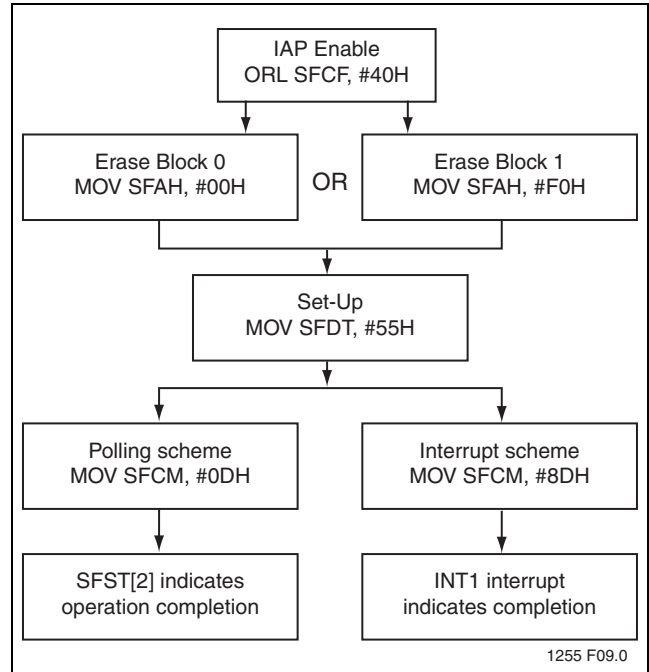 IAP Enable
ORL SFCF, #40H
Erase Block 0
MOV SFAH, #00H
OR
Erase Block 1
MOV SFAH, #F0H
Set-Up
MOV SFDT, #55H
Polling scheme
MOV SFCM, #0DH
Interrupt scheme
MOV SFCM, #8DH
SFST[2] indicates
operation completion
INT1 interrupt
indicates completion
1255 F09.0